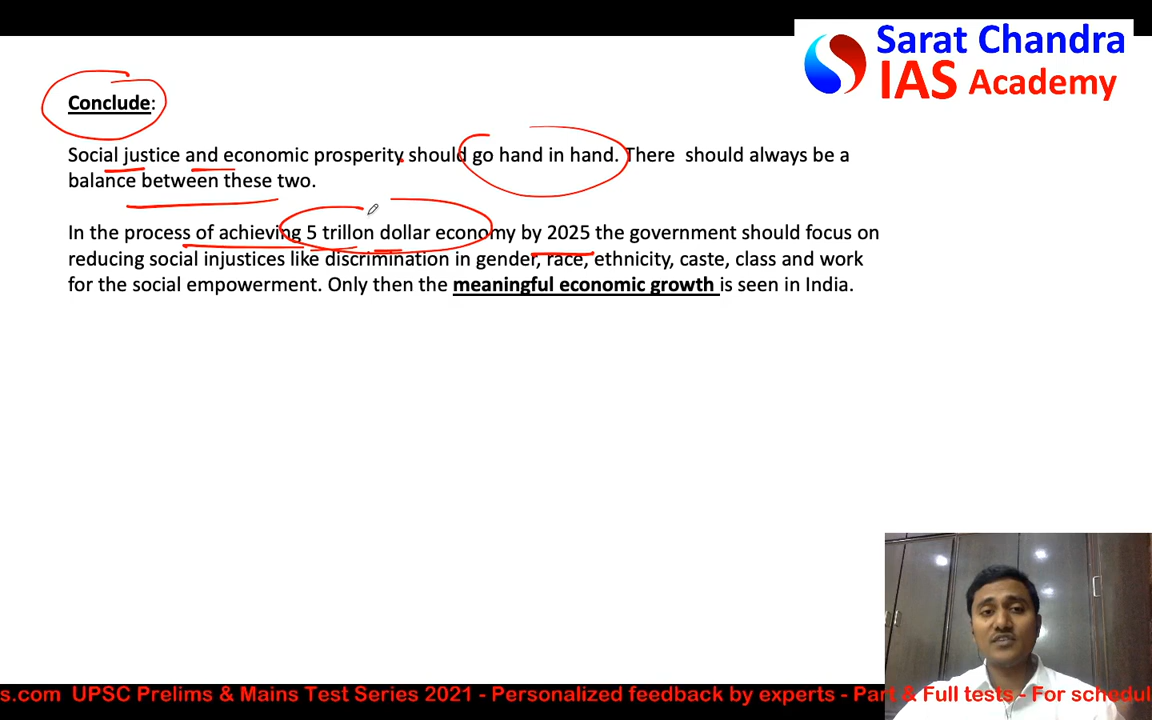 Sarat Chandra
IAS Academy
Conclude:
Social justice and economic prosperity should go hand in hand. There should always be a
balance between these two.
In the process of achieving 5 trillon dollar economy by 2025 the government should focus on
reducing social injustices like discrimination in gender, race, ethnicity, caste, class and work
for the social empowerment. Only then the meaningful economic growth is seen in India.
s.com UPSC Prelims & Mains Test Series 2021 - Personalized feedback by experts - Part & Full tests - For schedul